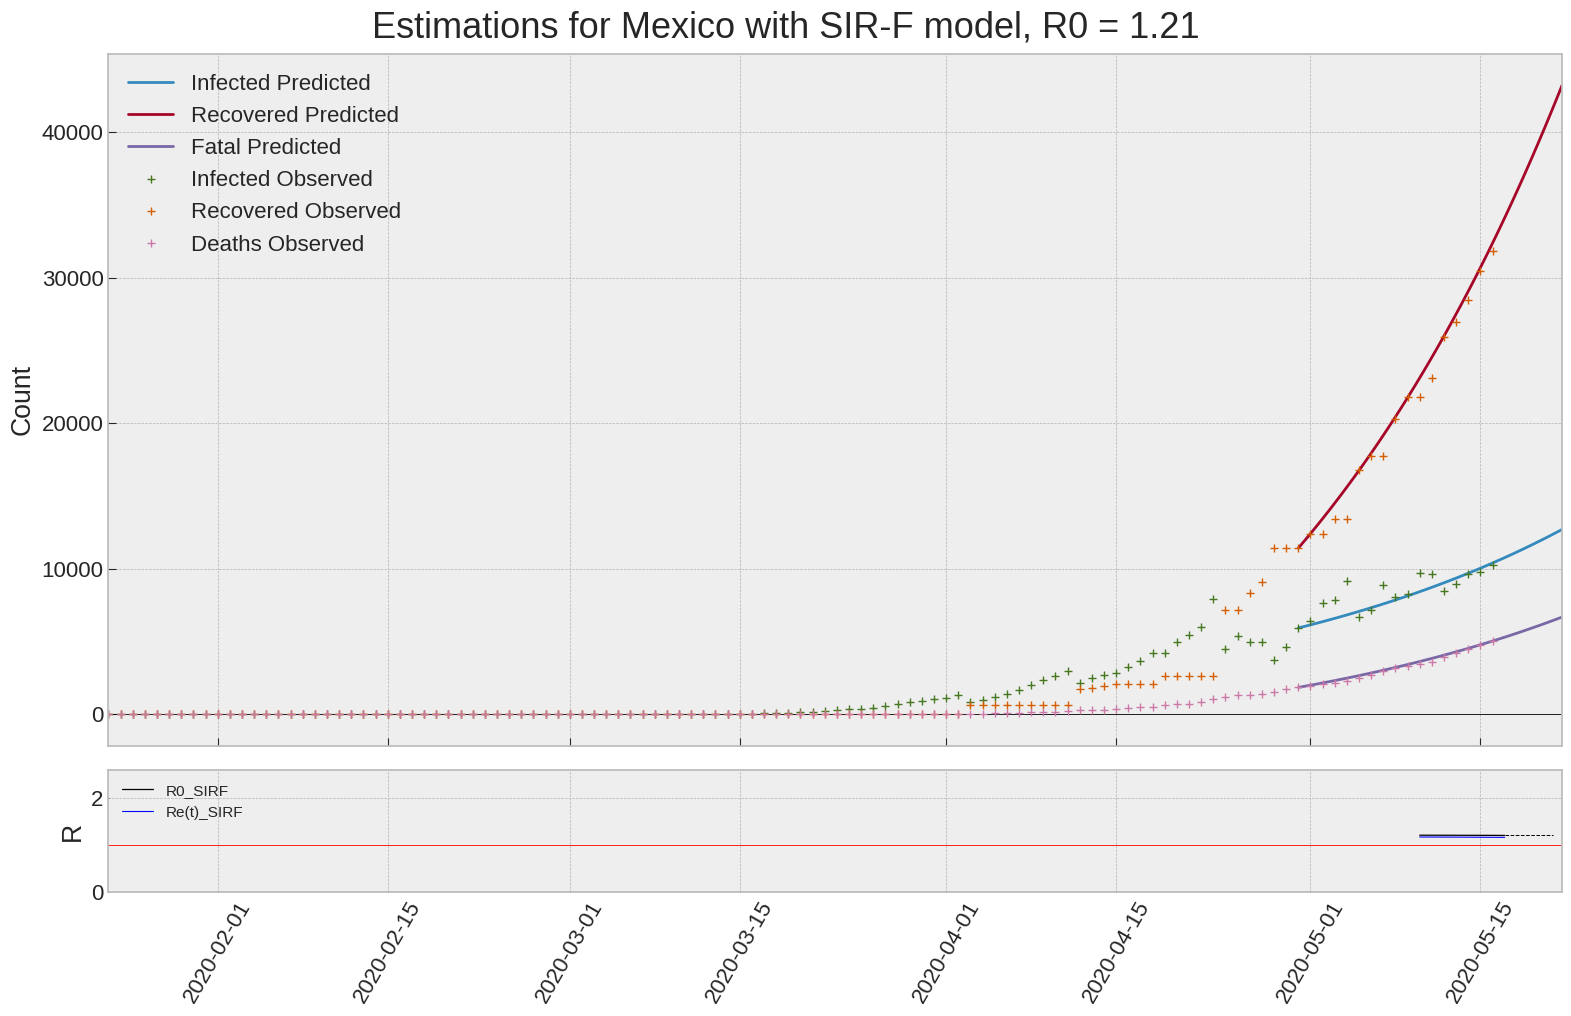 Estimations for Mexico with SIR-F model, R0 = 1.21
Infected Predicted
Recovered Predicted
Fatal Predicted
Infected Observed
Recovered Observed
Deaths Observed
Count
40000
30000
20000
10000
0
R0_SIRF
Re(t)_SIRF
R
2
0
2020-02-01
2020-02-15
2020-03-01
2020-03-15
2020-04-01
2020-04-15
2020-05-01
2020-05-15